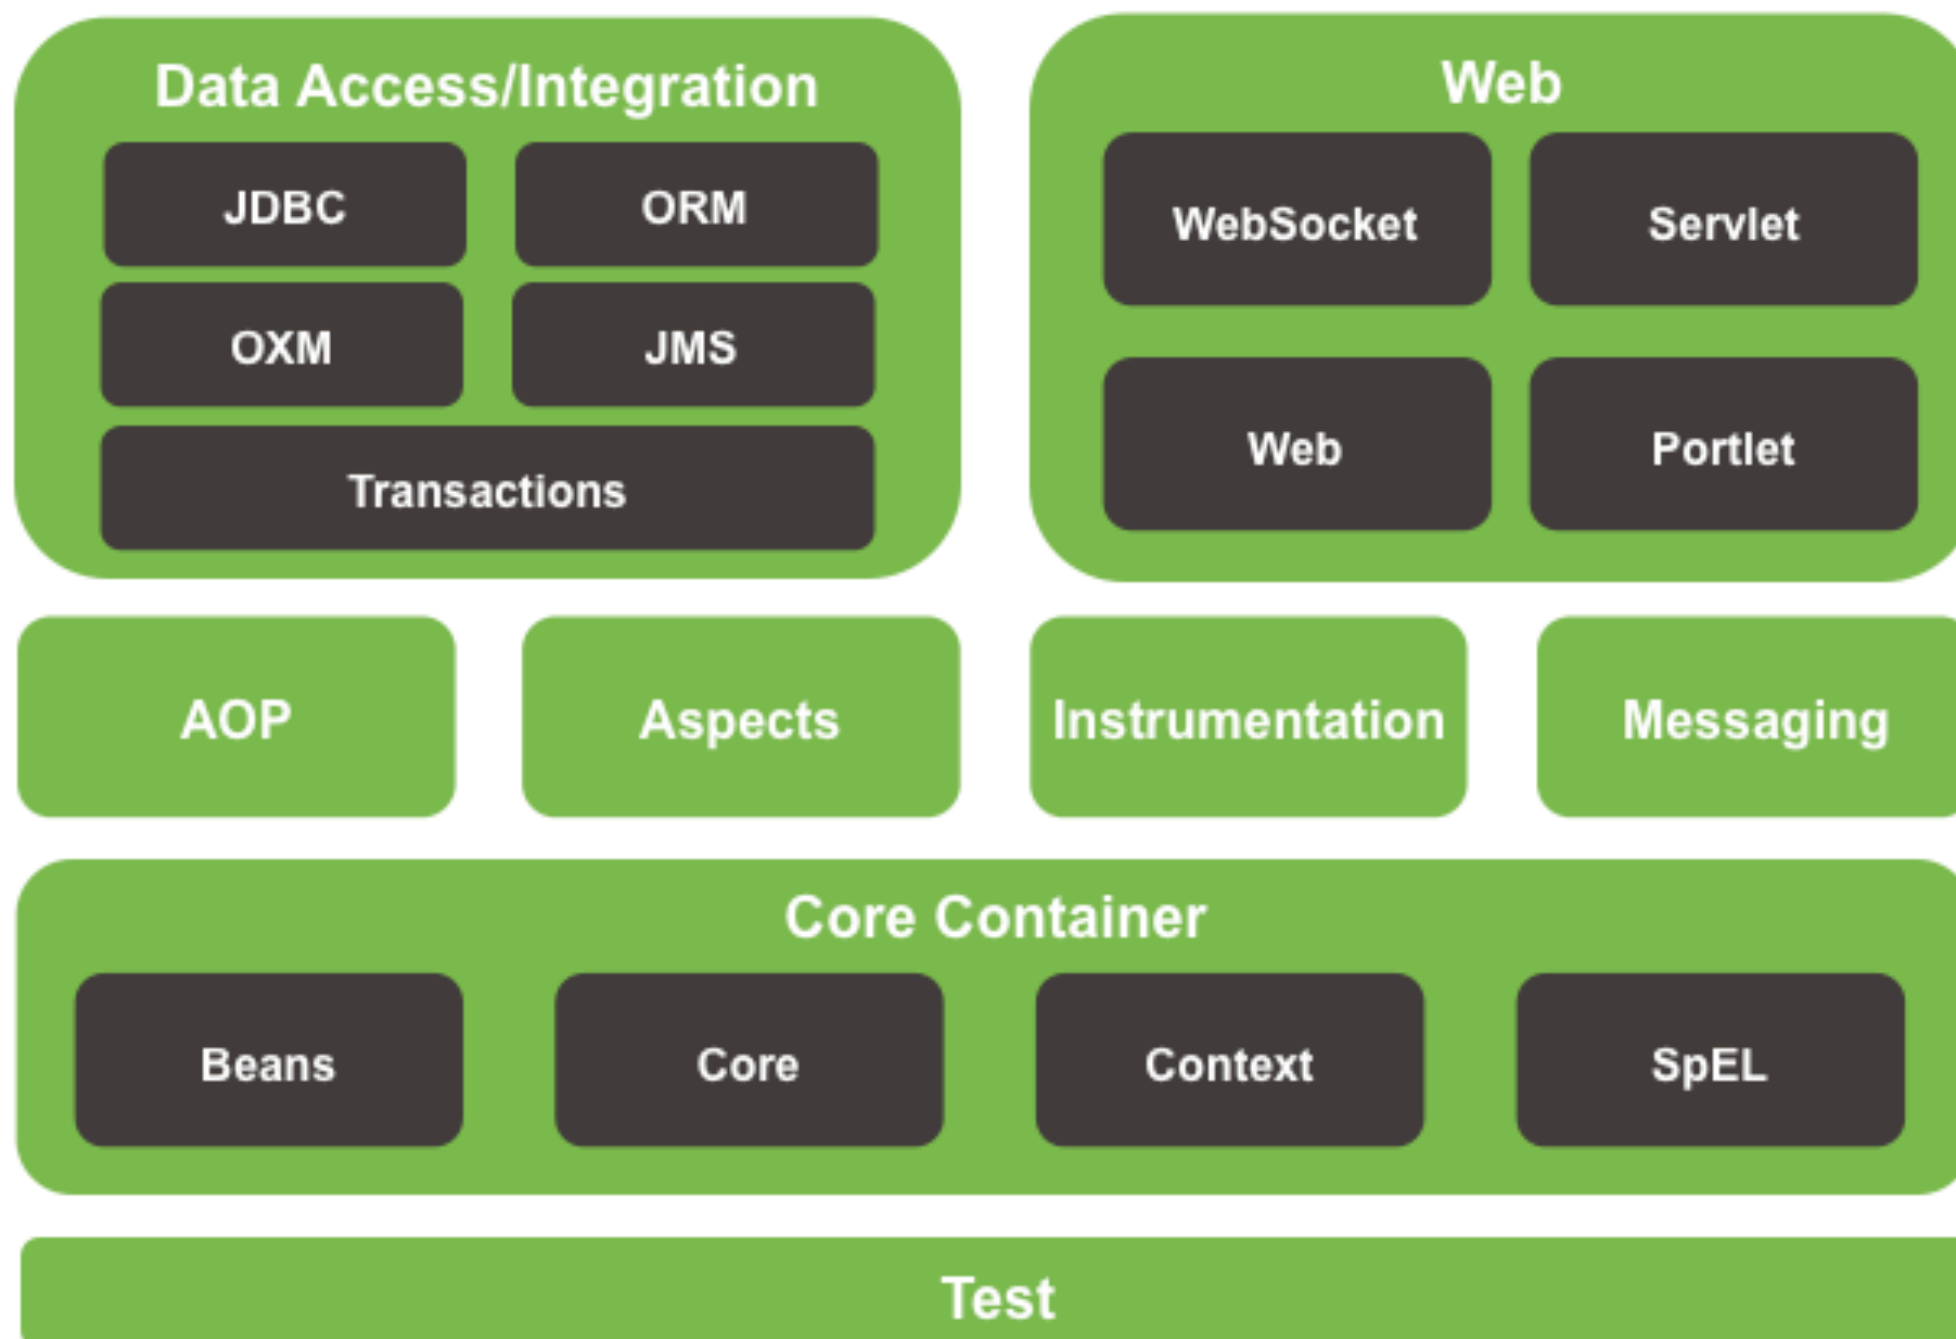 Data Access/Integration
JDBC
ORM
OXM
JMS
Transactions
Web
WebSocket
Servlet
Web
Portlet
AOP
Aspects
Instrumentation
Messaging
Core Container
Beans
Core
Context
SpEL
Test